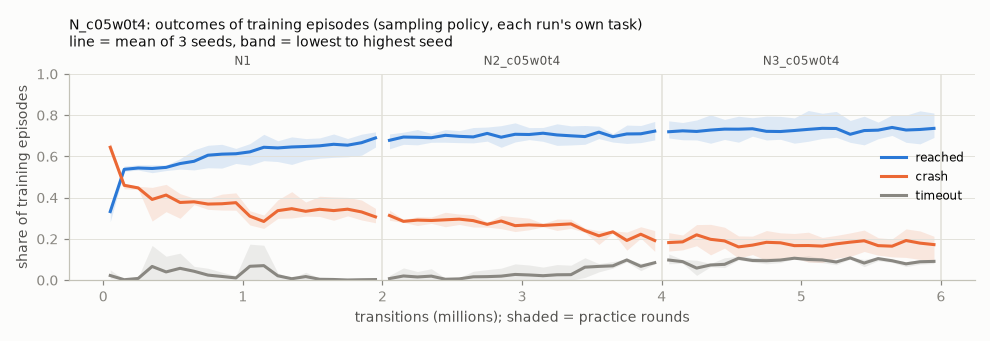 N_c05w0t4: outcomes of training episodes (sampling policy, each run's own task)
line = mean of 3 seeds, band = lowest to highest seed
N1
N2_c05w0t4
N3_c05w0t4
share of training episodes
1.0
0.8
0.6
0.4
0.2
0.0
reached
crash
timeout
0
1
2
3
4
5
6
transitions (millions); shaded = practice rounds